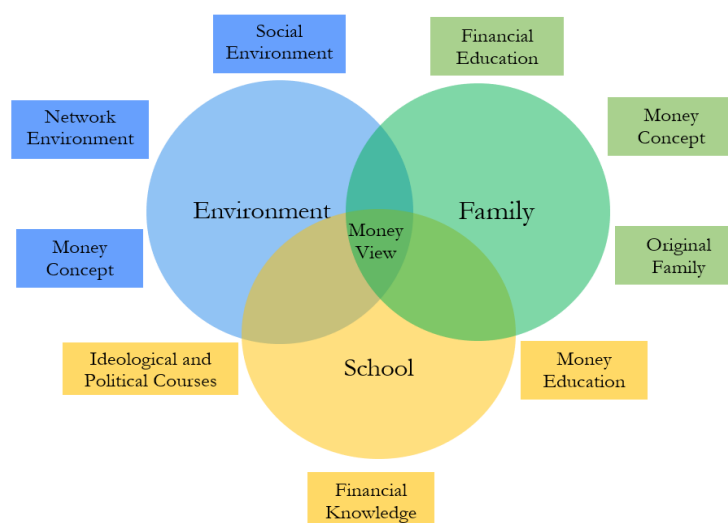 Social
Environment
Financial
Education
Network
Environment
Money
Concept
Environment
Family
Money
View
Money
Concept
Original
Family
Ideological and
Political Courses
School
Money
Education
Financial
Knowledge